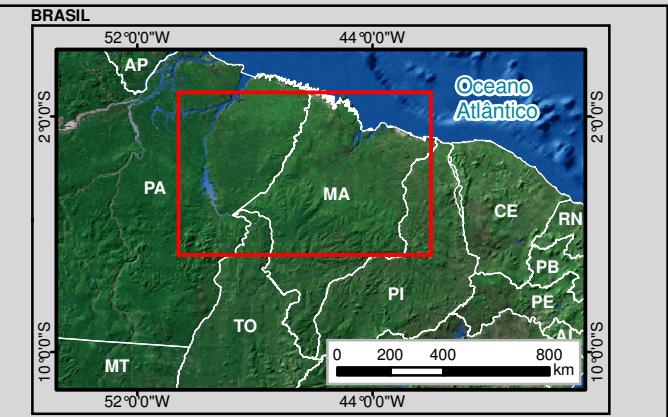 BRASIL
52°0'0"W 44°0'0"W
AP
Oceano
Atlântico
2°0'0"S 2°0'0"S
PA
MA
CE
RN
PB
PI
PE
TO
AL
MT
0 200 400 800
km
10°0'0"S 10°0'0"S
52°0'0"W 44°0'0"W